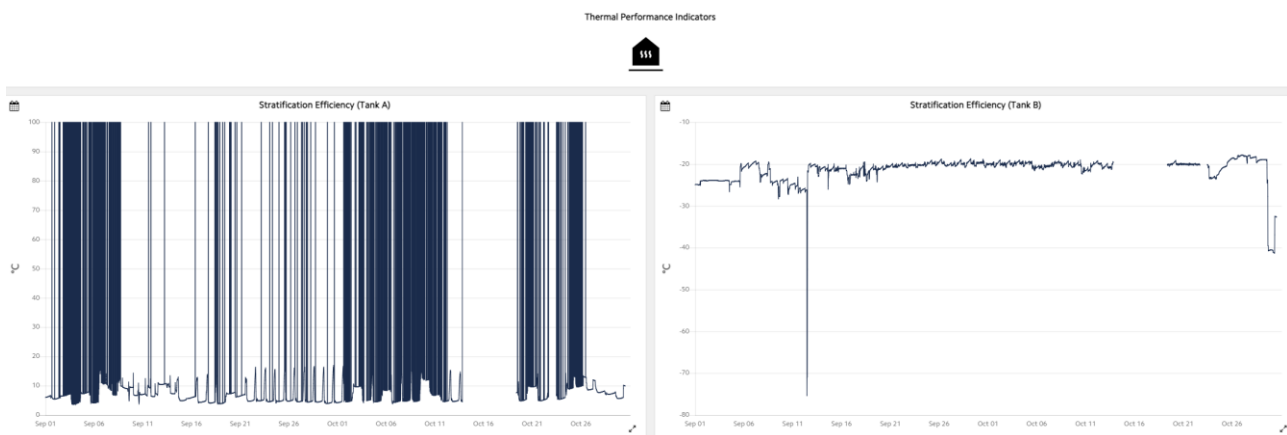 Thermal Performance Indicators
Stratification Efficiency (Tank A)
100
90
80
70
60
50
40
30
20
10
0
°C
Sep 01 Sep 06 Sep 11 Sep 16 Sep 21 Sep 26 Oct 01 Oct 06 Oct 11 Oct 16 Oct 21 Oct 26
Stratification Efficiency (Tank B)
-10
-20
-30
-40
-50
-60
-70
-80
°C
Sep 01 Sep 06 Sep 11 Sep 16 Sep 21 Sep 26 Oct 01 Oct 06 Oct 11 Oct 16 Oct 21 Oct 26